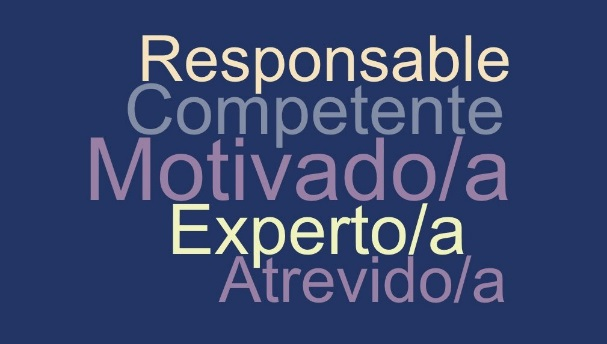 Responsable
Competente
Motivado/a
Experto/a
Atrevido/a